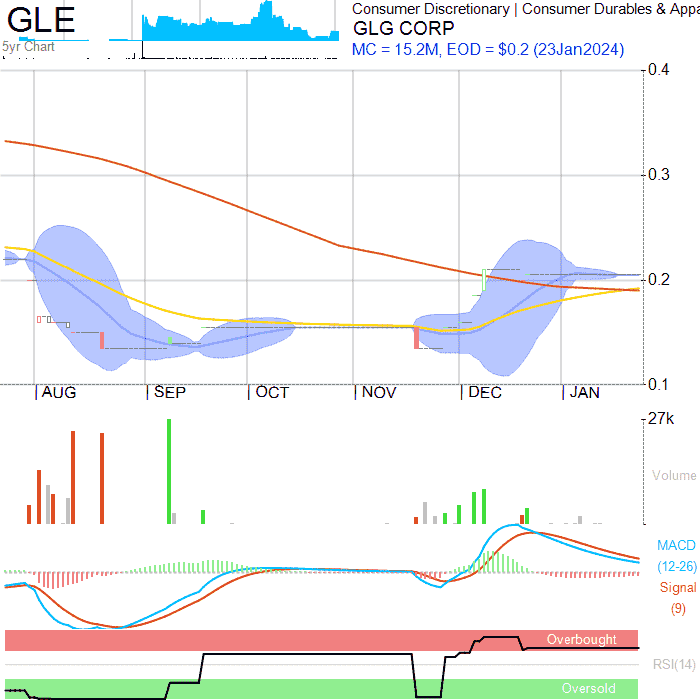 GLE
5yr Chart
Consumer Discretionary | Consumer Durables & Appa
GLG CORP
MC = 15.2M, EOD = $0.2 (23Jan2024)
0.4
0.3
0.2
0.1
AUG SEP OCT NOV DEC JAN
27k
Volume
MACD
(12-26)
Signal
(9)
Overbought
RSI(14)
Oversold